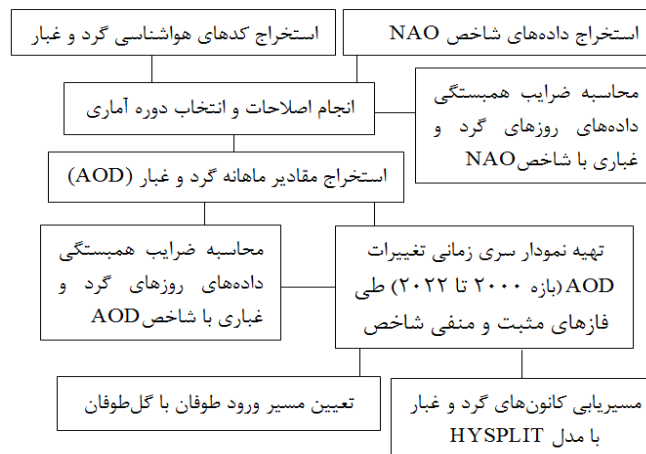 استخراج داده‌های شاخص NAO
استخراج کدهای هواشناسی گرد و غبار
انجام اصلاحات و انتخاب دوره آماری
محاسبه ضرایب همبستگی
داده‌های روزهای گرد و
غباری با شاخص NAO
استخراج مقادیر ماهانه گرد و غبار (AOD)
تهیه نمودار سری زمانی تغییرات
AOD (بازه ۲۰۰۰ تا ۲۰۲۲) طی
فازهای مثبت و منفی شاخص
محاسبه ضرایب همبستگی
داده‌های روزهای گرد و
غباری با شاخص AOD
مسیریابی کانون‌های گرد و غبار
با مدل HYSPLIT
تعیین مسیر ورود طوفان با گل‌طوفان